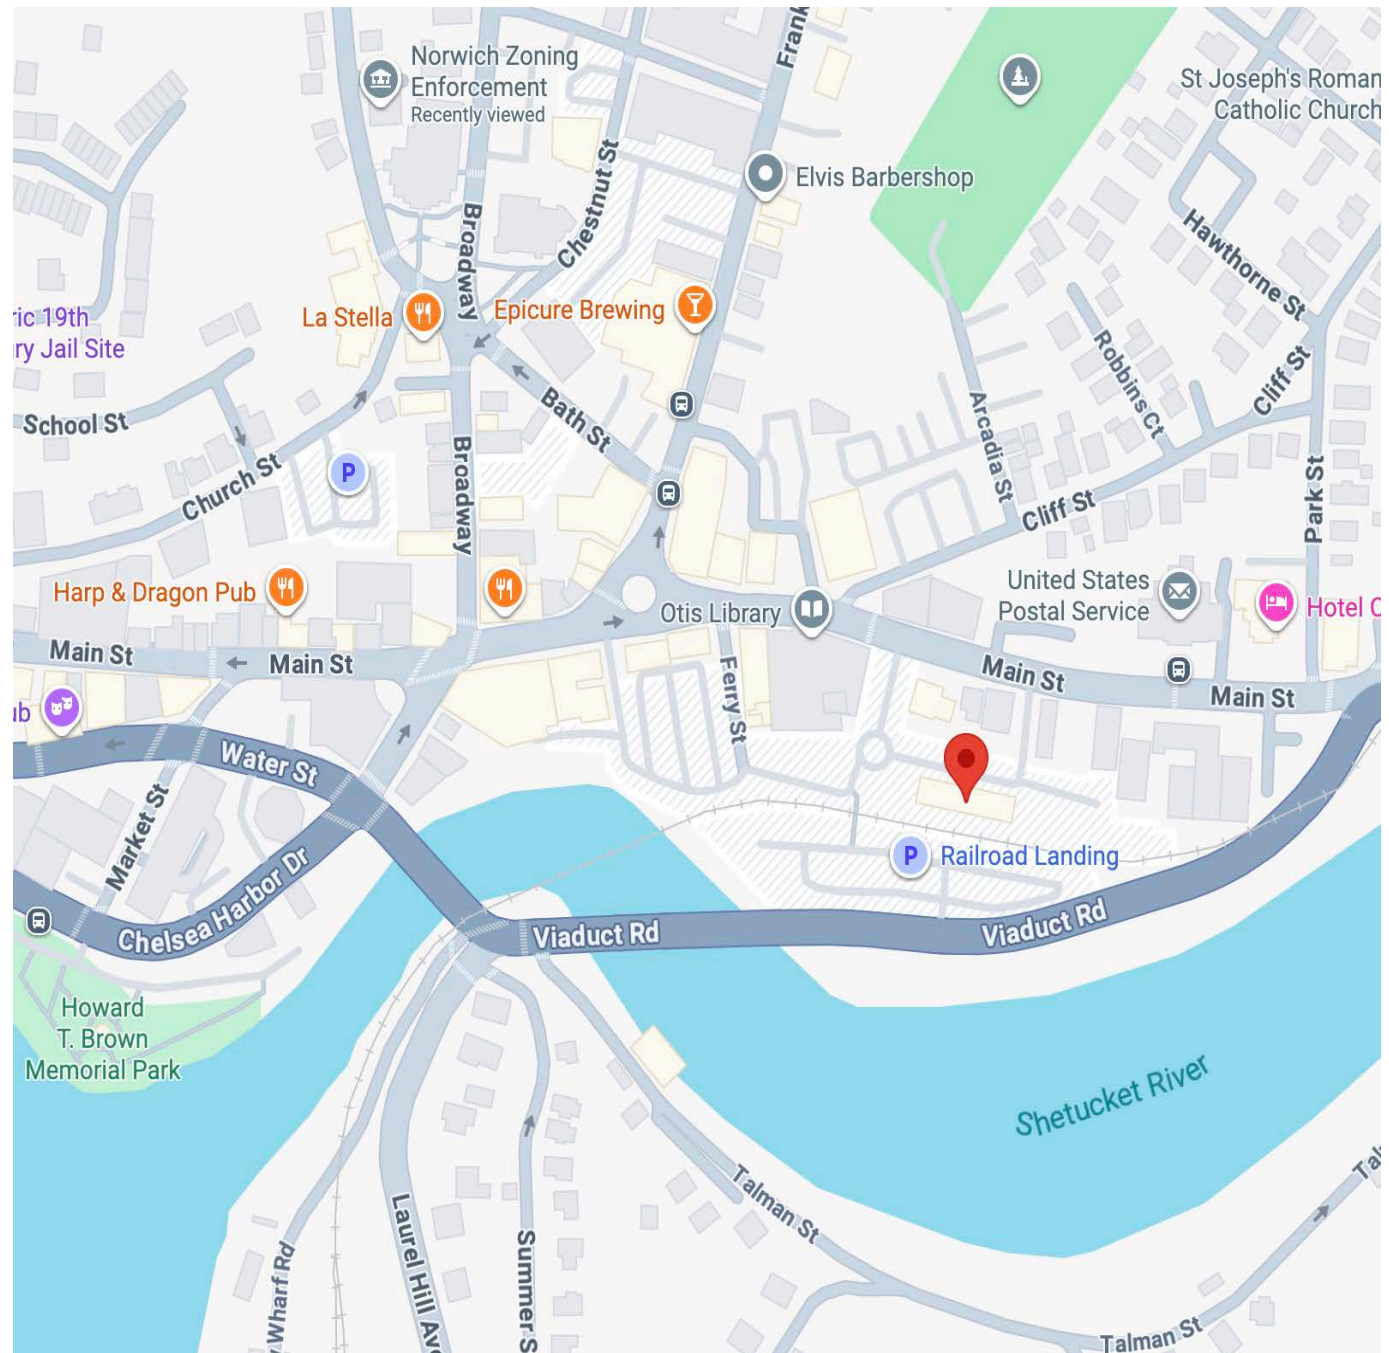 Norwich Zoning
Enforcement
Recently viewed
Frank
St Joseph's Roman
Catholic Church
Elvis Barbershop
Chestnut St
Broadway
Hawthorne St
ric 19th
ry Jail Site
La Stella
Epicure Brewing
Robbins Ct
Cliff St
School St
Bath St
Arcadia St
Church St
P
Broadway
Cliff St
Park St
Harp & Dragon Pub
United States
Postal Service
Otis Library
Hotel C
Main St
Main St
Ferry St
Main St
Main St
ub
Water St
Market St
P
Railroad Landing
Chelsea Harbor Dr
Viaduct Rd
Viaduct Rd
Howard
T. Brown
Memorial Park
Shetucket River
Talman St
Tal
Laurel Hill Ave
Summer S
Wharf Rd
Talman St